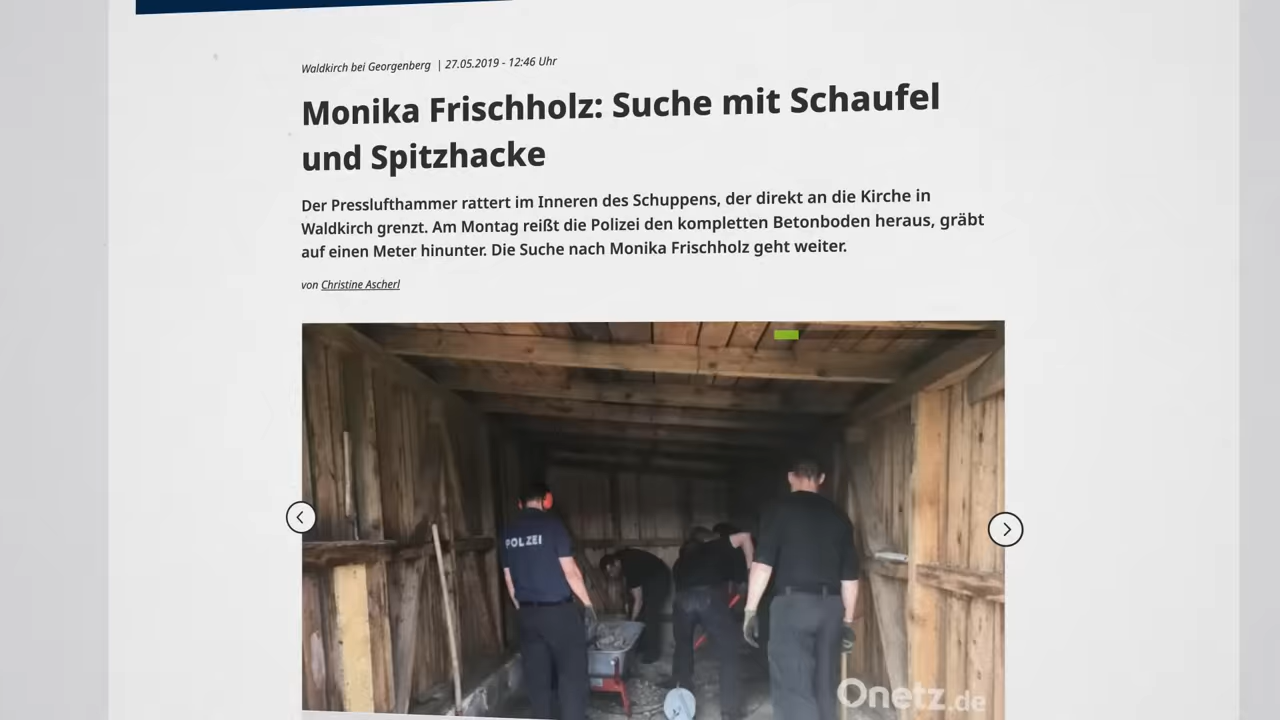 Waldkirch bei Georgenberg | 27.05.2019 - 12:46 Uhr
Monika Frischholz: Suche mit Schaufel
und Spitzhacke
Der Presslufthammer rattert im Inneren des Schuppens, der direkt an die Kirche in
Waldkirch grenzt. Am Montag reißt die Polizei den kompletten Betonboden heraus, gräbt
auf einen Meter hinunter. Die Suche nach Monika Frischholz geht weiter.
von Christine Ascherl
POLZEI
Onetz.de